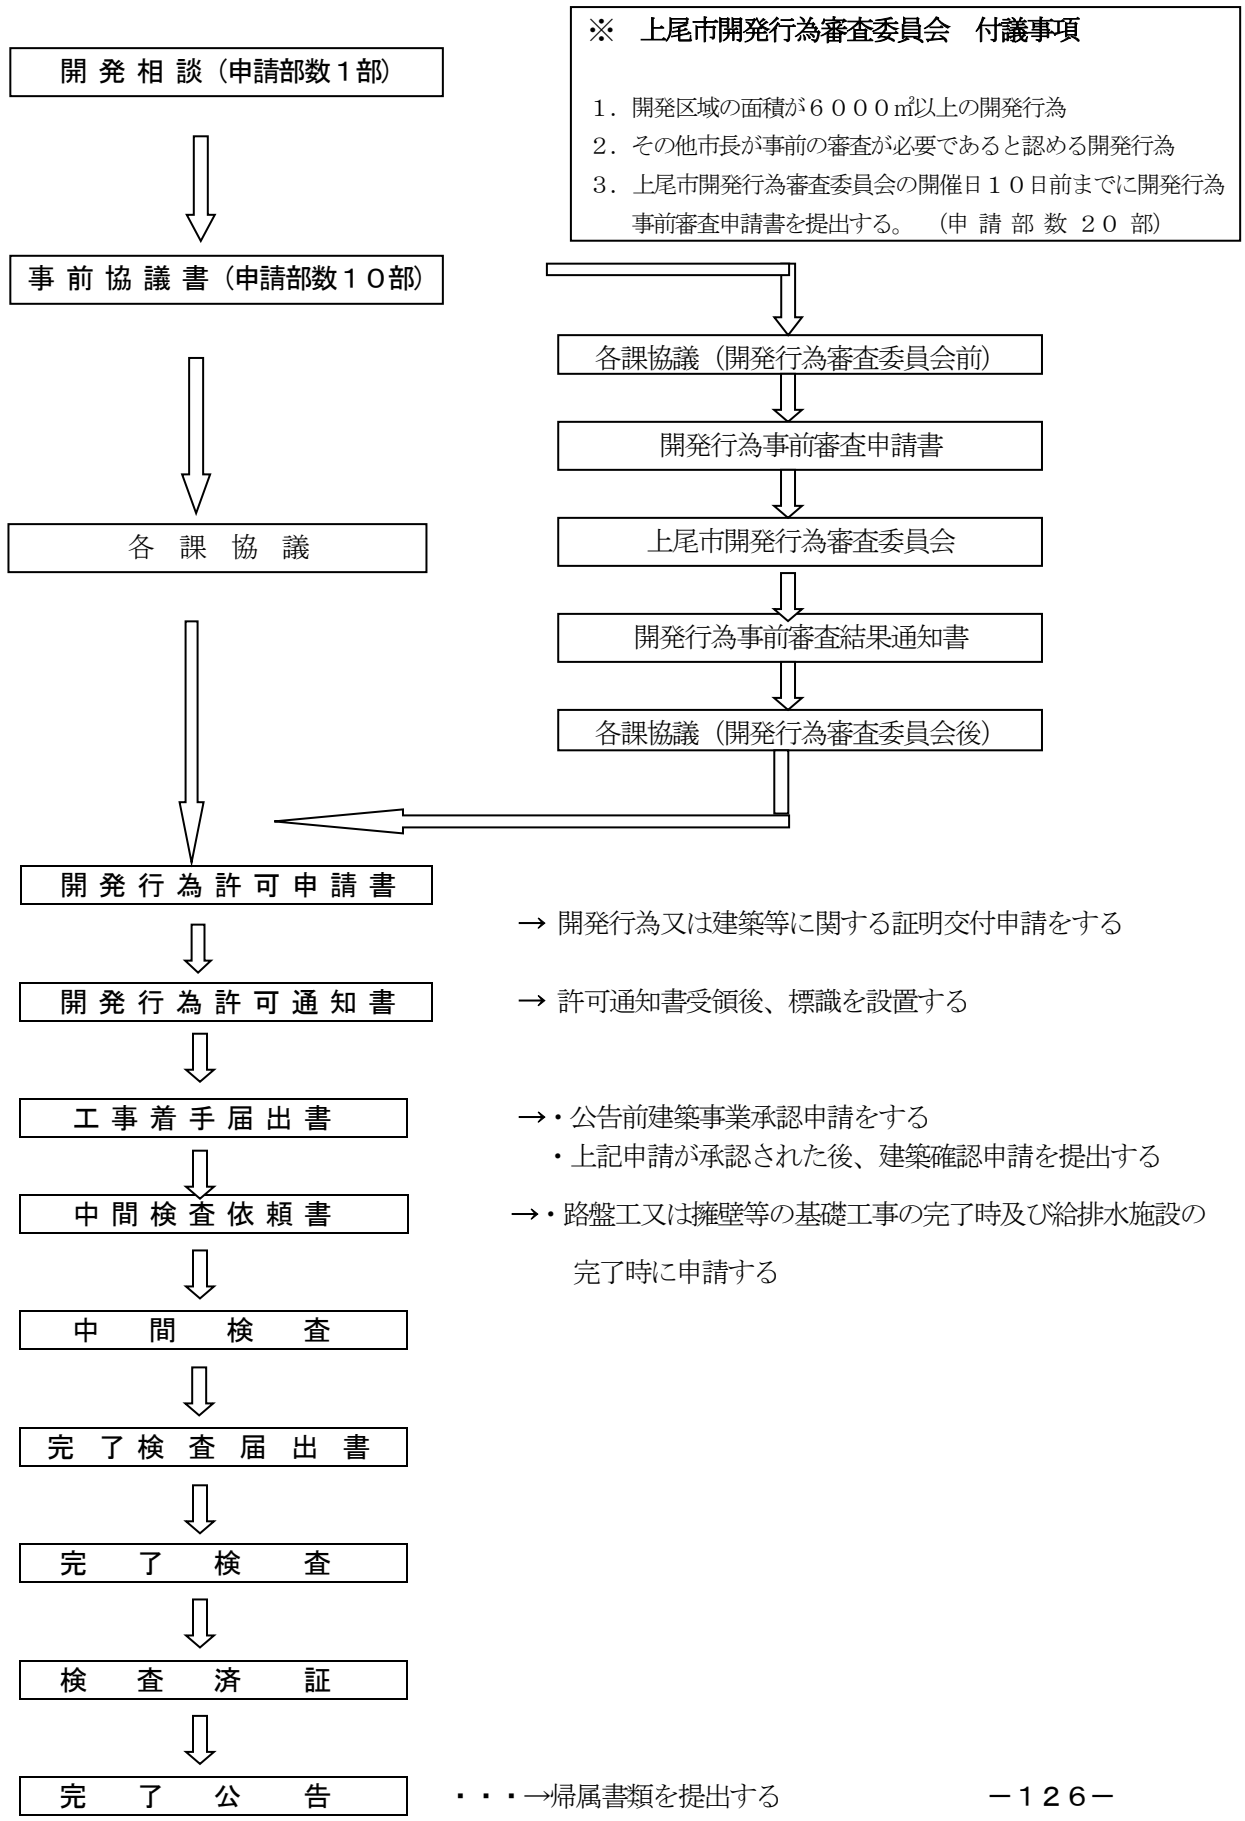 ※　上尾市開発行為審査委員会　付議事項
1．開発区域の面積が６０００㎡以上の開発行為
2．その他市長が事前の審査が必要であると認める開発行為
3．上尾市開発行為審査委員会の開催日１０日前までに開発行為
事前審査申請書を提出する。　（申 請 部 数 ２０ 部）
開 発 相 談（申請部数１部）
事 前 協 議 書（申請部数１０部）
各課協議（開発行為審査委員会前）
開発行為事前審査申請書
各　課　協　議
上尾市開発行為審査委員会
開発行為事前審査結果通知書
各課協議（開発行為審査委員会後）
開 発 行 為 許 可 申 請 書
→ 開発行為又は建築等に関する証明交付申請をする
開 発 行 為 許 可 通 知 書
→ 許可通知書受領後、標識を設置する
工 事 着 手 届 出 書
→・公告前建築事業承認申請をする
・上記申請が承認された後、建築確認申請を提出する
中 間 検 査 依 頼 書
→・路盤工又は擁壁等の基礎工事の完了時及び給排水施設の
完了時に申請する
中　間　検　査
完 了 検 査 届 出 書
完　了　検　査
検　査　済　証
完　了　公　告
・・・→帰属書類を提出する
－１２６－